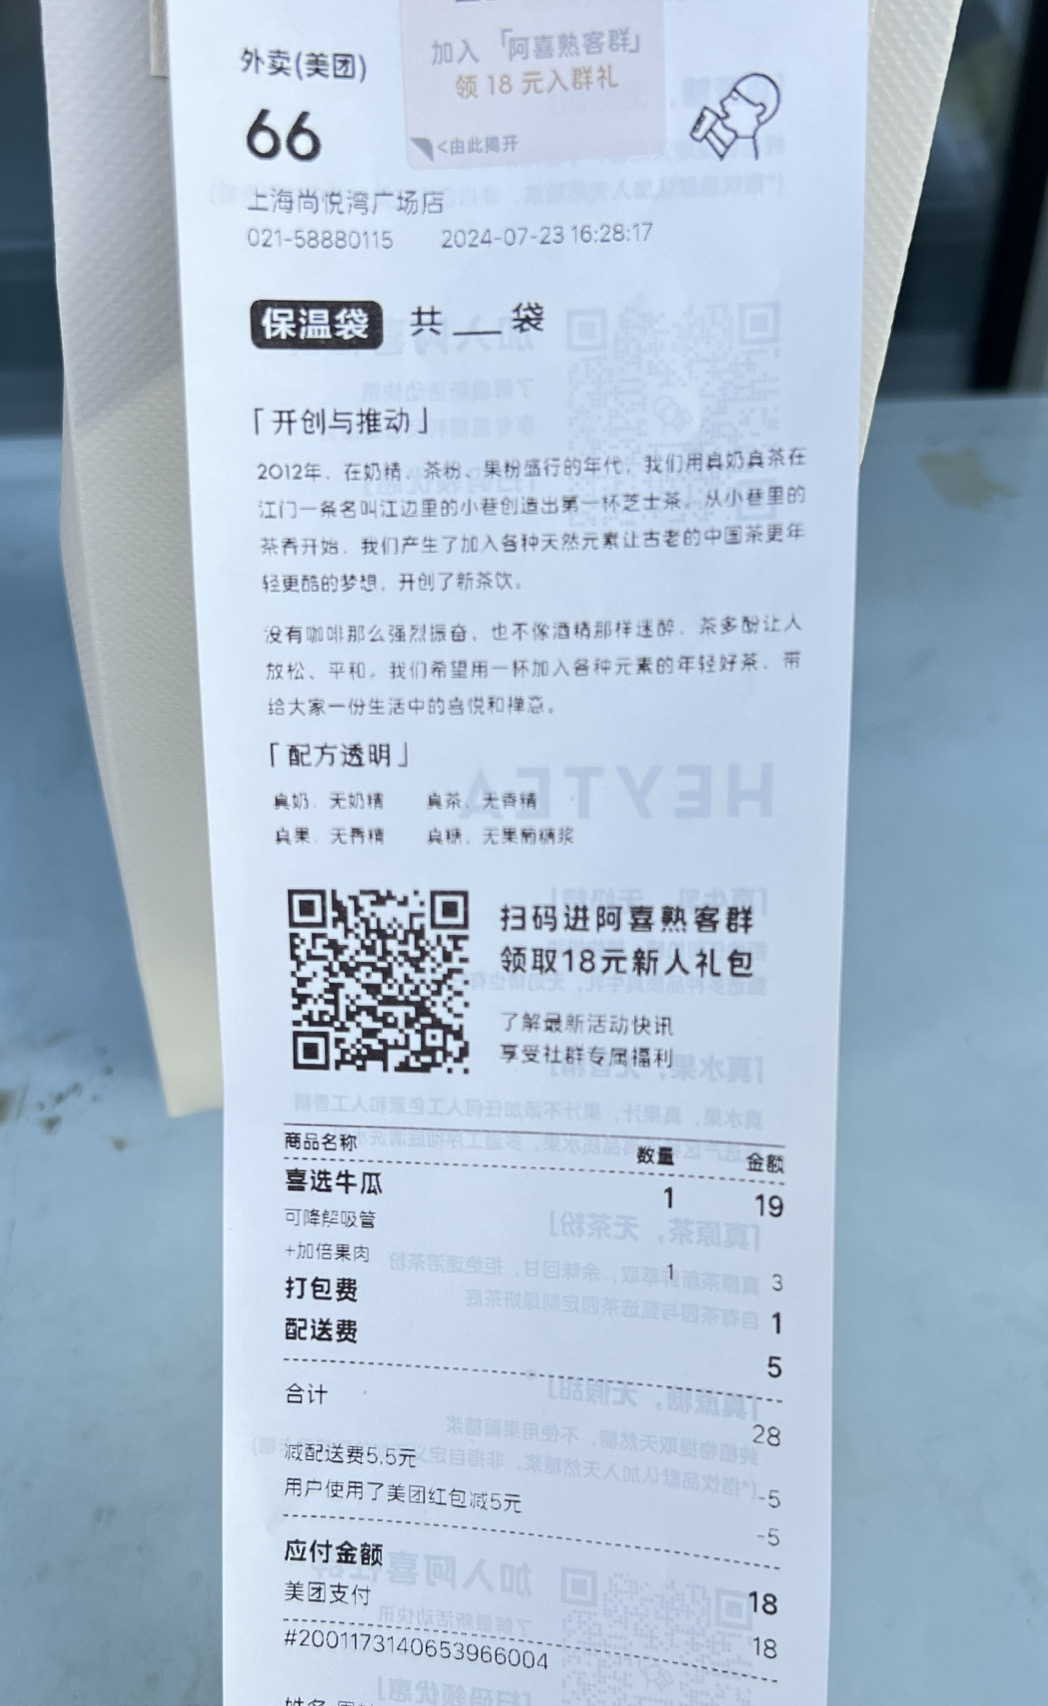 加入「阿喜熟客群」
领 18 元入群礼
<由此揭开
外卖(美团)
66
上海尚悦湾广场店
021-58880115 2024-07-23 16:28:17
保温袋 共 ___ 袋
「开创与推动」
2012年，在奶精、茶粉、果粉盛行的年代，我们用真奶真茶在
江门一条名叫江边里的小巷创造出第一杯芝士茶。从小巷里的
茶香开始，我们产生了加入各种天然元素让古老的中国茶更年
轻更酷的梦想，开创了新茶饮。
没有咖啡那么强烈振奋，也不像酒精那样迷醉，茶多酚让人
放松、平和。我们希望用一杯加入各种元素的年轻好茶，带
给大家一份生活中的喜悦和禅意。
「配方透明」
真奶，无奶精 真茶，无香精
真果，无香精 真糖，无果葡糖浆
扫码进阿喜熟客群
领取18元新人礼包
了解最新活动快讯
享受社群专属福利
商品名称 数量 金额
喜选牛瓜 1 19
可降解吸管
+加倍果肉 1 3
打包费 1
配送费 5
合计 28
减配送费5.5元 -5
用户使用了美团红包减5元 -5
应付金额 18
美团支付 18
#2001173140653966004
HEYTEA